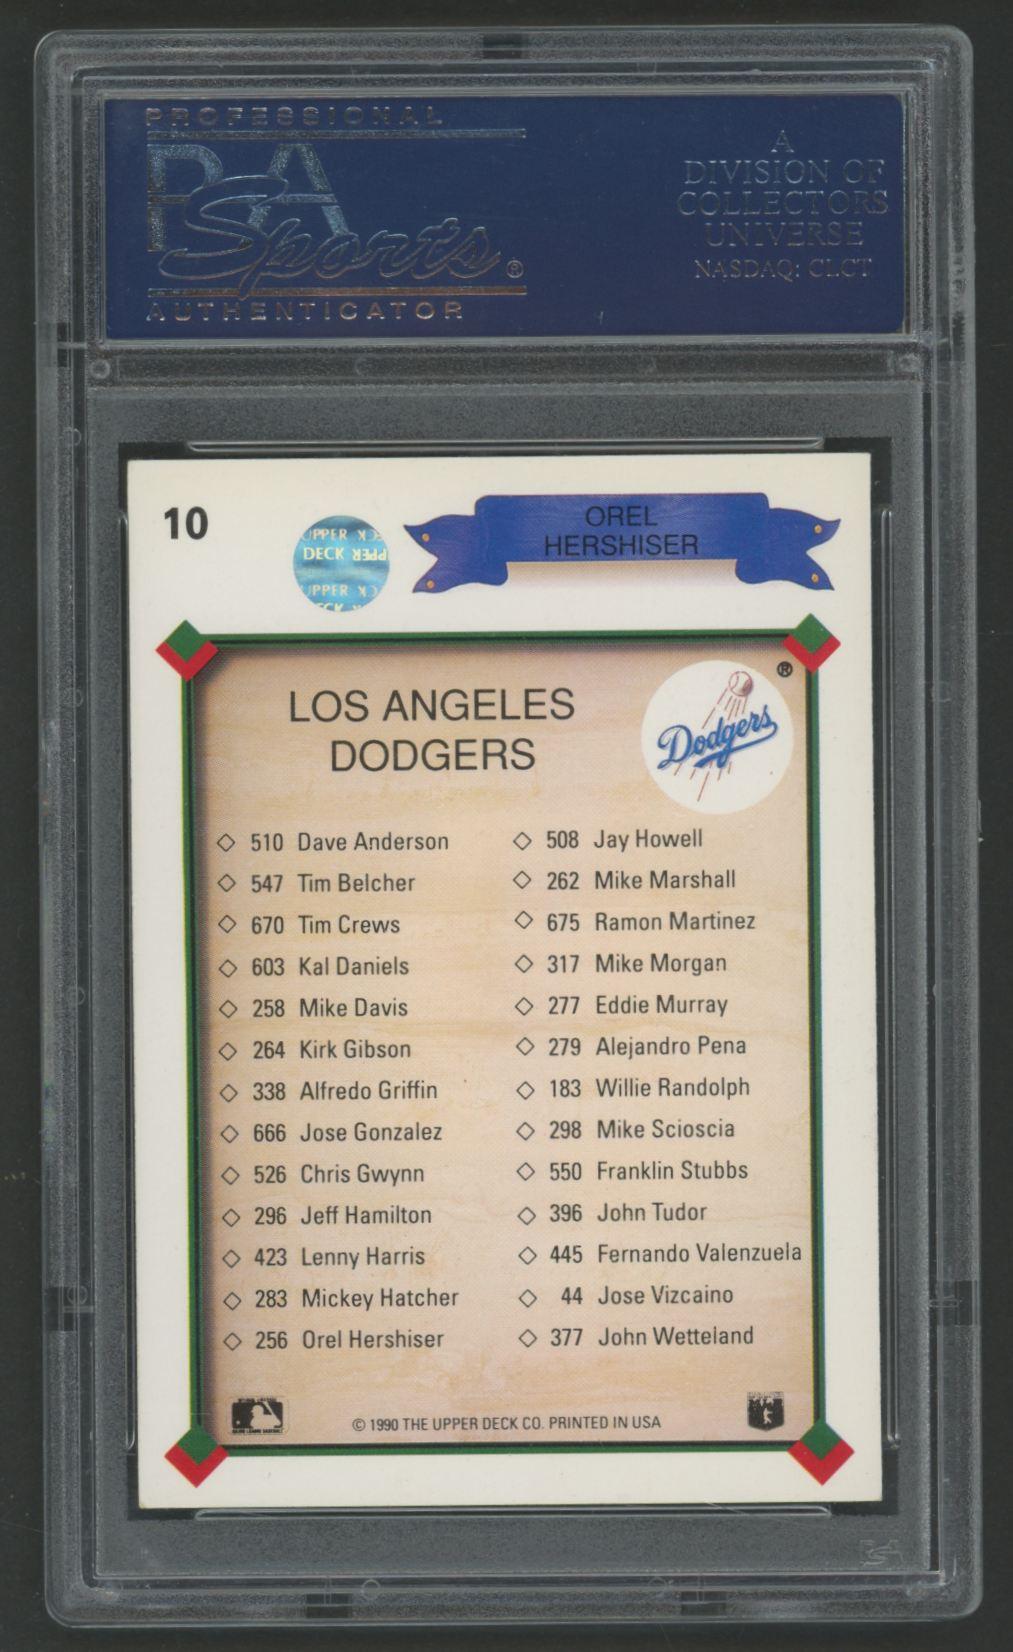 PROFESSIONAL
PSA
Sports®
AUTHENTICATOR
A
DIVISION OF
COLLECTORS
UNIVERSE
NASDAQ: CLCT
10
UPPER
DECK
UPPER
DECK
OREL
HERSHISER
LOS ANGELES
DODGERS
Dodgers
®
510 Dave Anderson
547 Tim Belcher
670 Tim Crews
603 Kal Daniels
258 Mike Davis
264 Kirk Gibson
338 Alfredo Griffin
666 Jose Gonzalez
526 Chris Gwynn
296 Jeff Hamilton
423 Lenny Harris
283 Mickey Hatcher
256 Orel Hershiser
508 Jay Howell
262 Mike Marshall
675 Ramon Martinez
317 Mike Morgan
277 Eddie Murray
279 Alejandro Pena
183 Willie Randolph
298 Mike Scioscia
550 Franklin Stubbs
396 John Tudor
445 Fernando Valenzuela
44 Jose Vizcaino
377 John Wetteland
© 1990 THE UPPER DECK CO. PRINTED IN USA